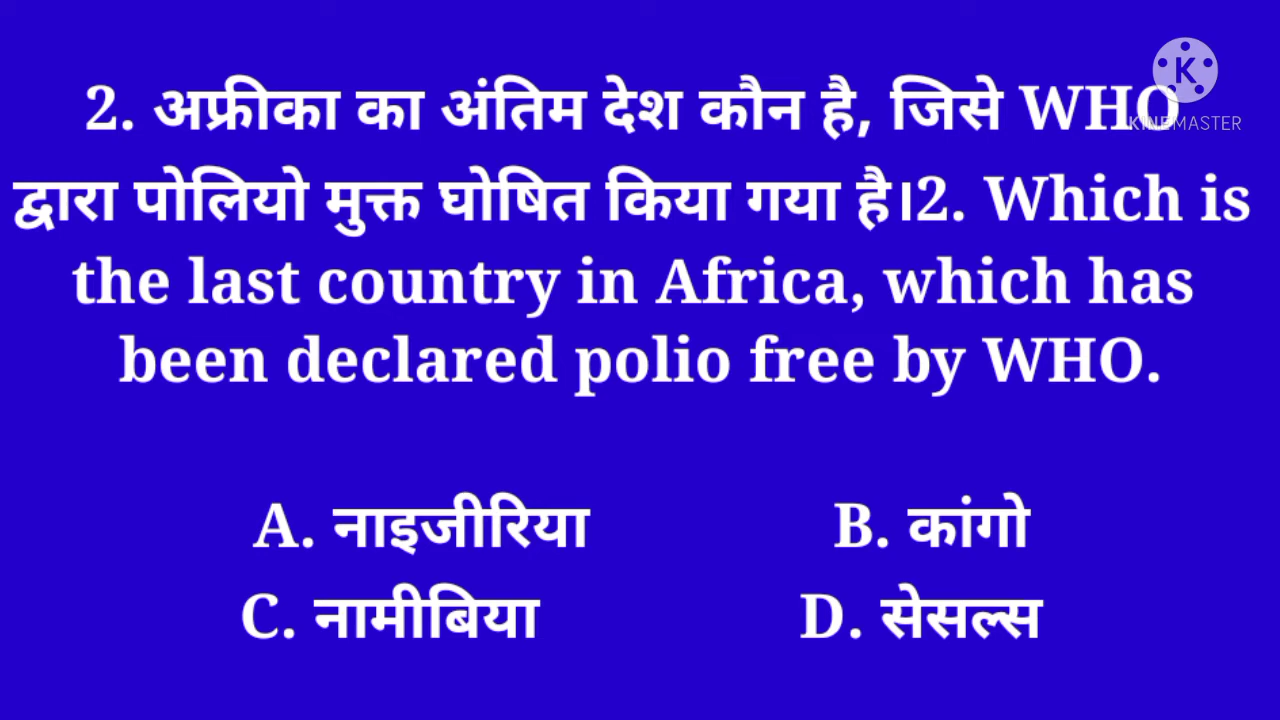 2. अफ्रीका का अंतिम देश कौन है, जिसे WHO
द्वारा पोलियो मुक्त घोषित किया गया है।2. Which is
the last country in Africa, which has
been declared polio free by WHO.
A. नाइजीरिया B. कांगो
C. नामीबिया D. सेसल्स
K
KINEMASTER